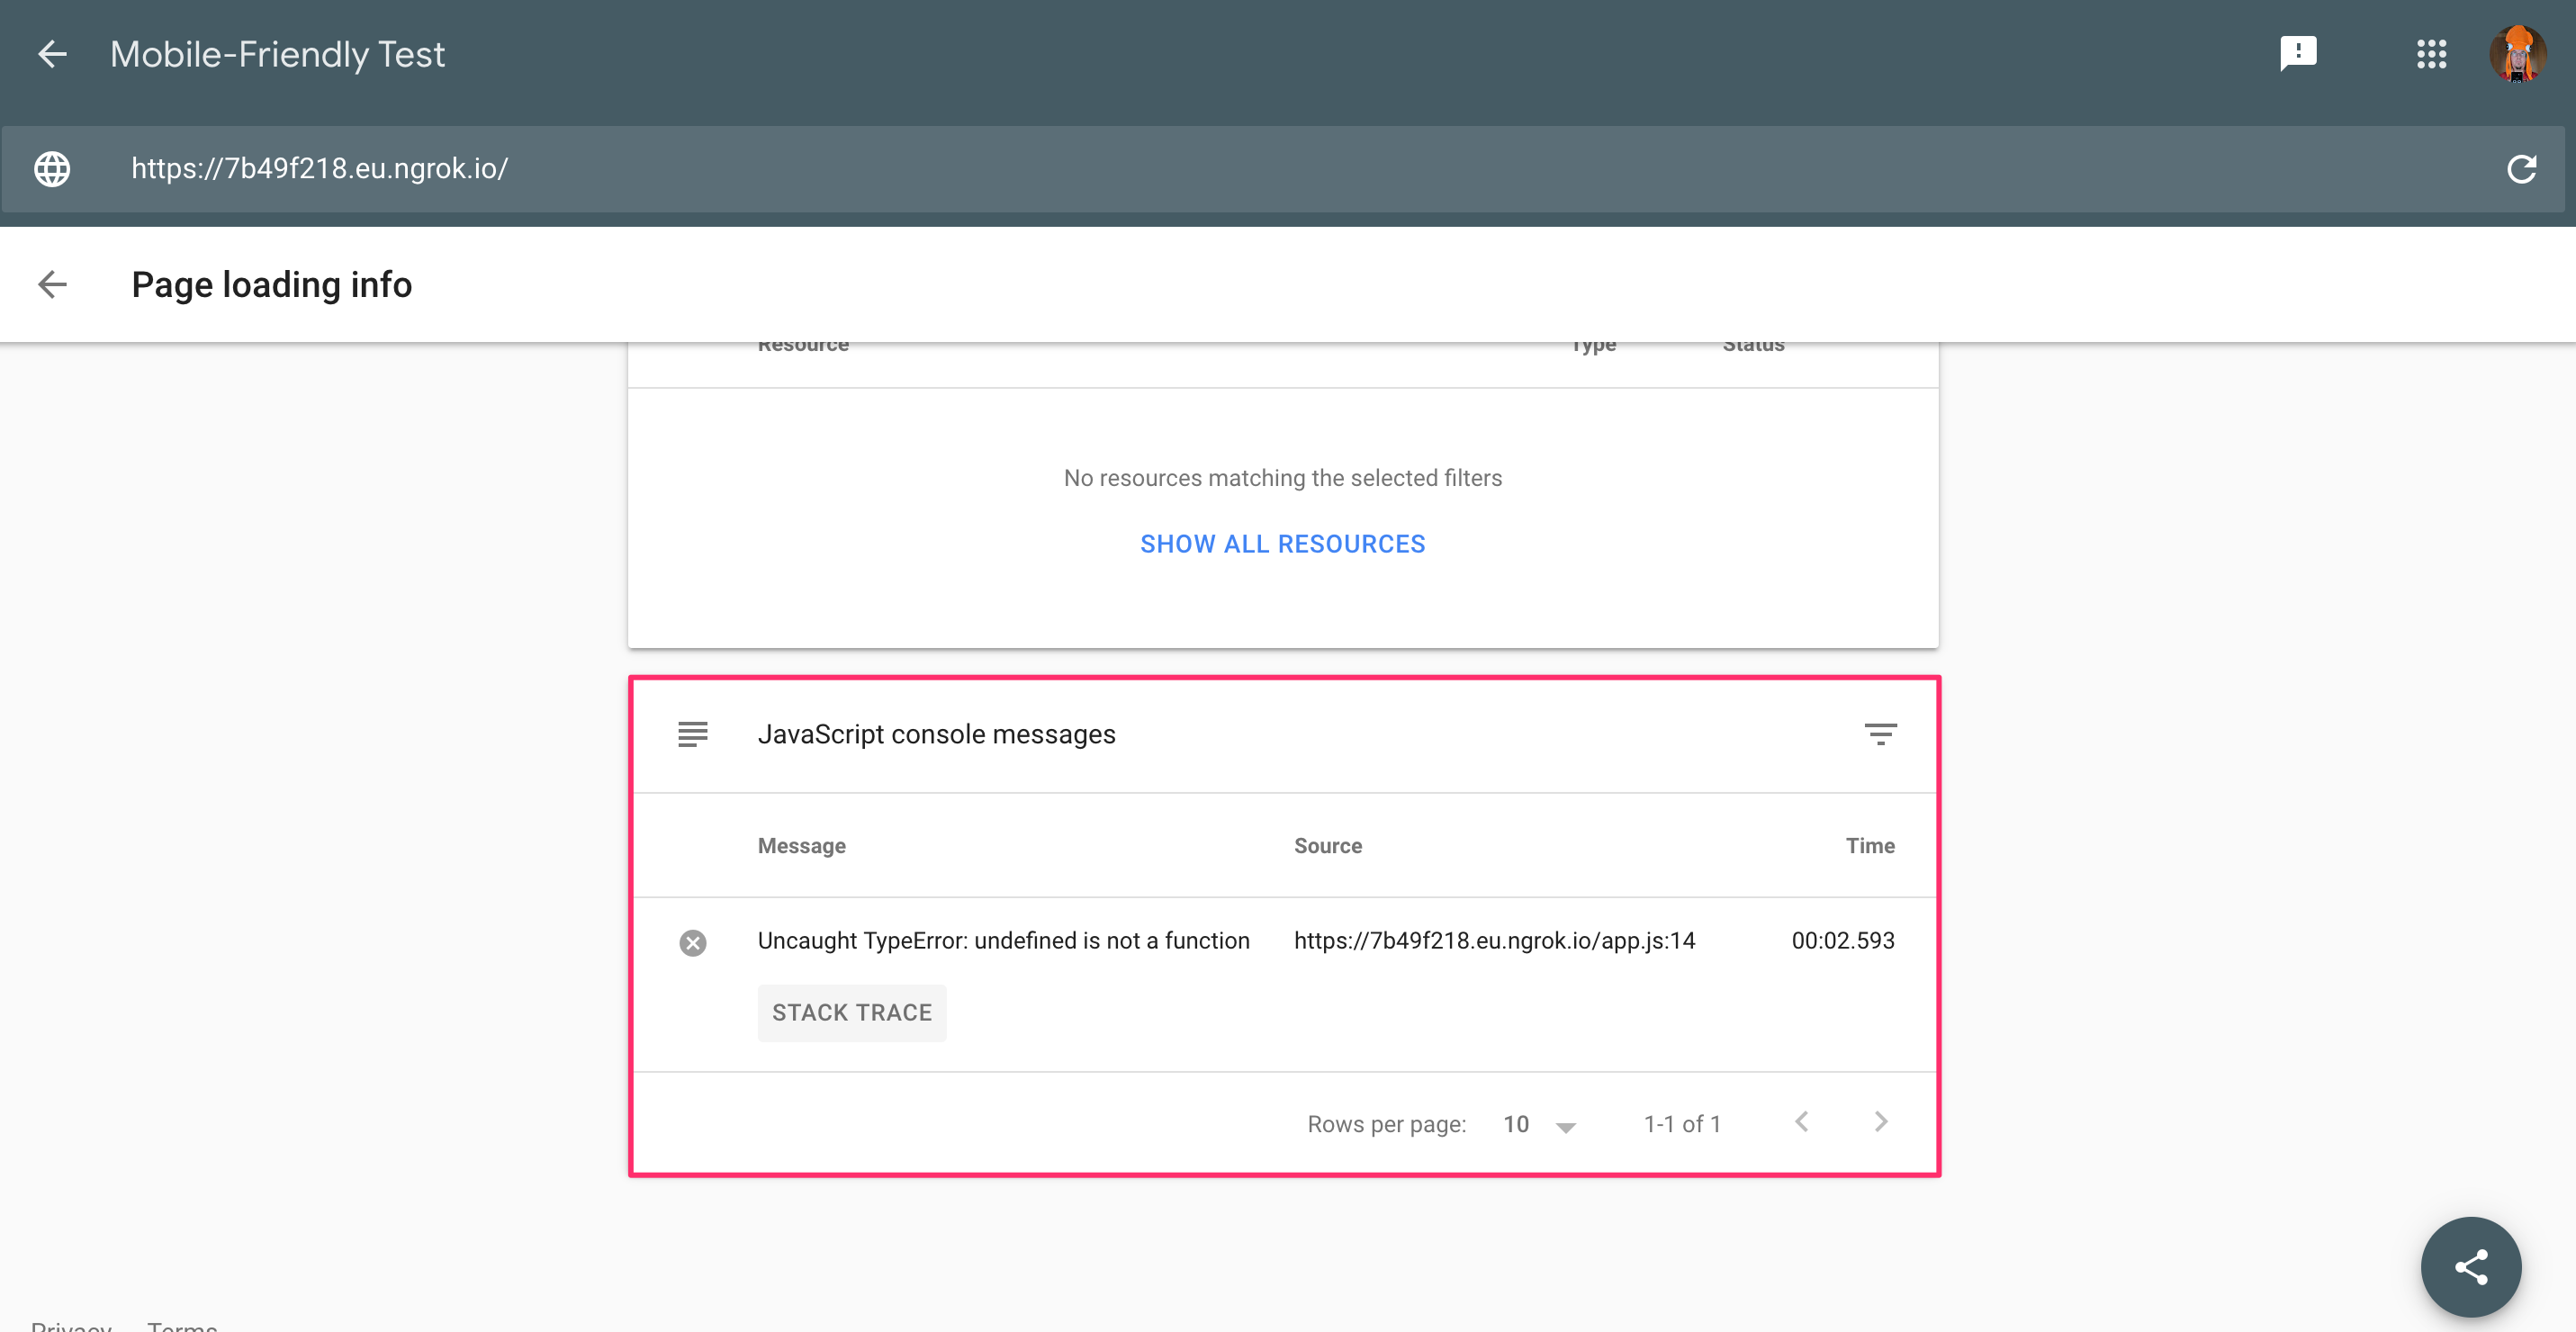 Mobile-Friendly Test
https://7b49f218.eu.ngrok.io/
Page loading info
Resource Type Status
No resources matching the selected filters
SHOW ALL RESOURCES
JavaScript console messages
Message Source Time
Uncaught TypeError: undefined is not a function https://7b49f218.eu.ngrok.io/app.js:14 00:02.593
STACK TRACE
Rows per page: 10 1-1 of 1
Privacy Terms